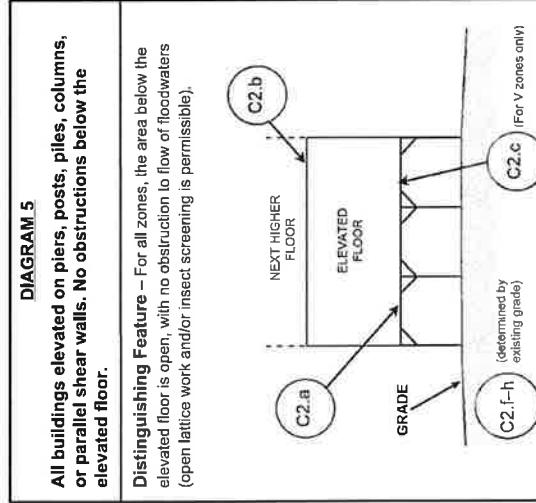 DIAGRAM 5
All buildings elevated on piers, posts, piles, columns,
or parallel shear walls. No obstructions below the
elevated floor.
Distinguishing Feature – For all zones, the area below the
elevated floor is open, with no obstruction to flow of floodwaters
(open lattice work and/or insect screening is permissible).
C2.b
NEXT HIGHER
FLOOR
ELEVATED
FLOOR
C2.a
C2.c
(For V zones only)
GRADE
(determined by
existing grade)
C2.f–h